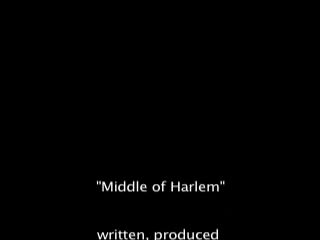 "Middle of Harlem"
written, produced